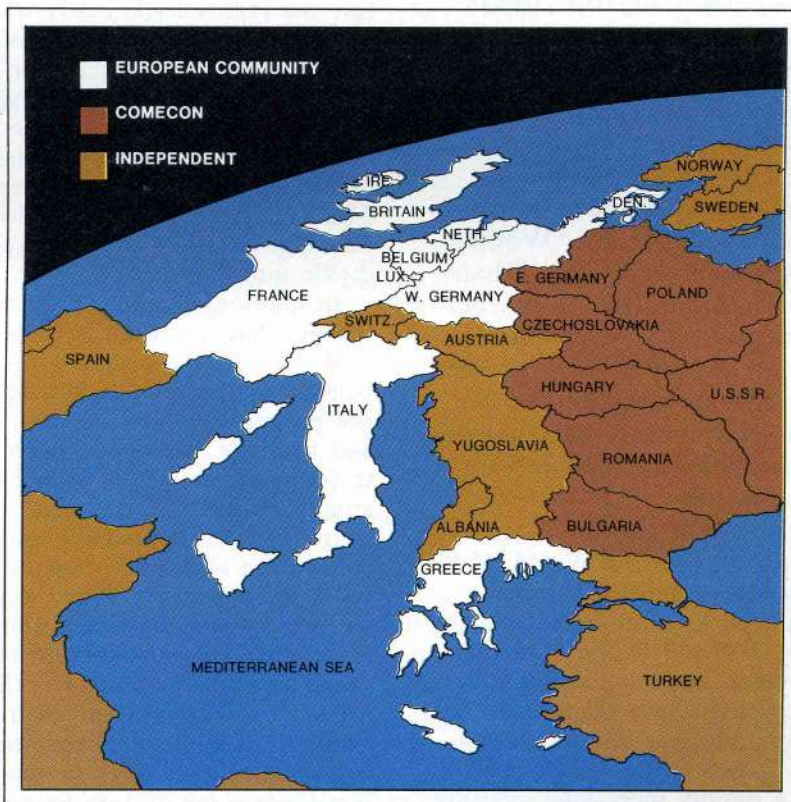 EUROPEAN COMMUNITY
COMECON
INDEPENDENT
NORWAY
SWEDEN
IRE.
DEN.
BRITAIN
NETH.
BELGIUM
LUX.
E. GERMANY
POLAND
FRANCE
W. GERMANY
SWITZ.
CZECHOSLOVAKIA
AUSTRIA
SPAIN
HUNGARY
U.S.S.R.
ITALY
YUGOSLAVIA
ROMANIA
ALBANIA
BULGARIA
GREECE
MEDITERRANEAN SEA
TURKEY